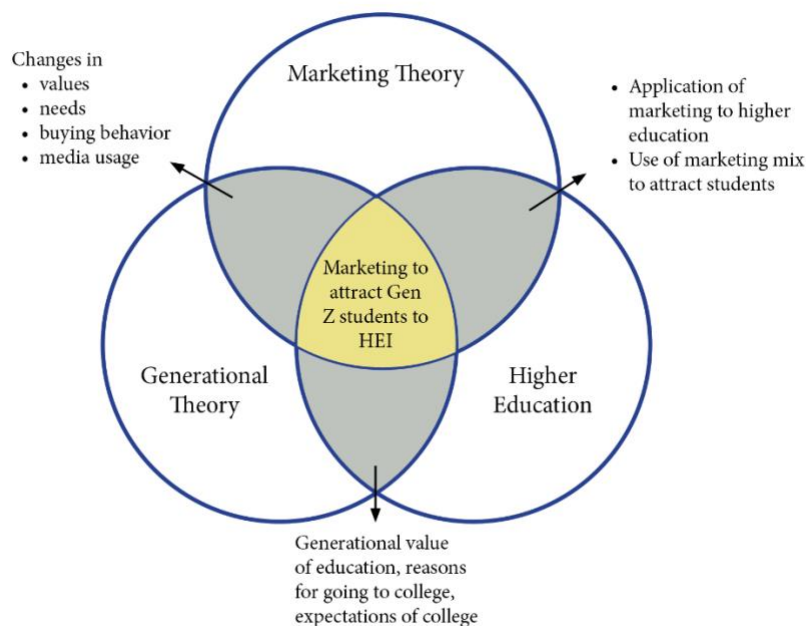 Marketing Theory
Changes in
• values
• needs
• buying behavior
• media usage
• Application of
marketing to higher
education
• Use of marketing mix
to attract students
Marketing to
attract Gen
Z students to
HEI
Generational
Theory
Higher
Education
Generational value
of education, reasons
for going to college,
expectations of college